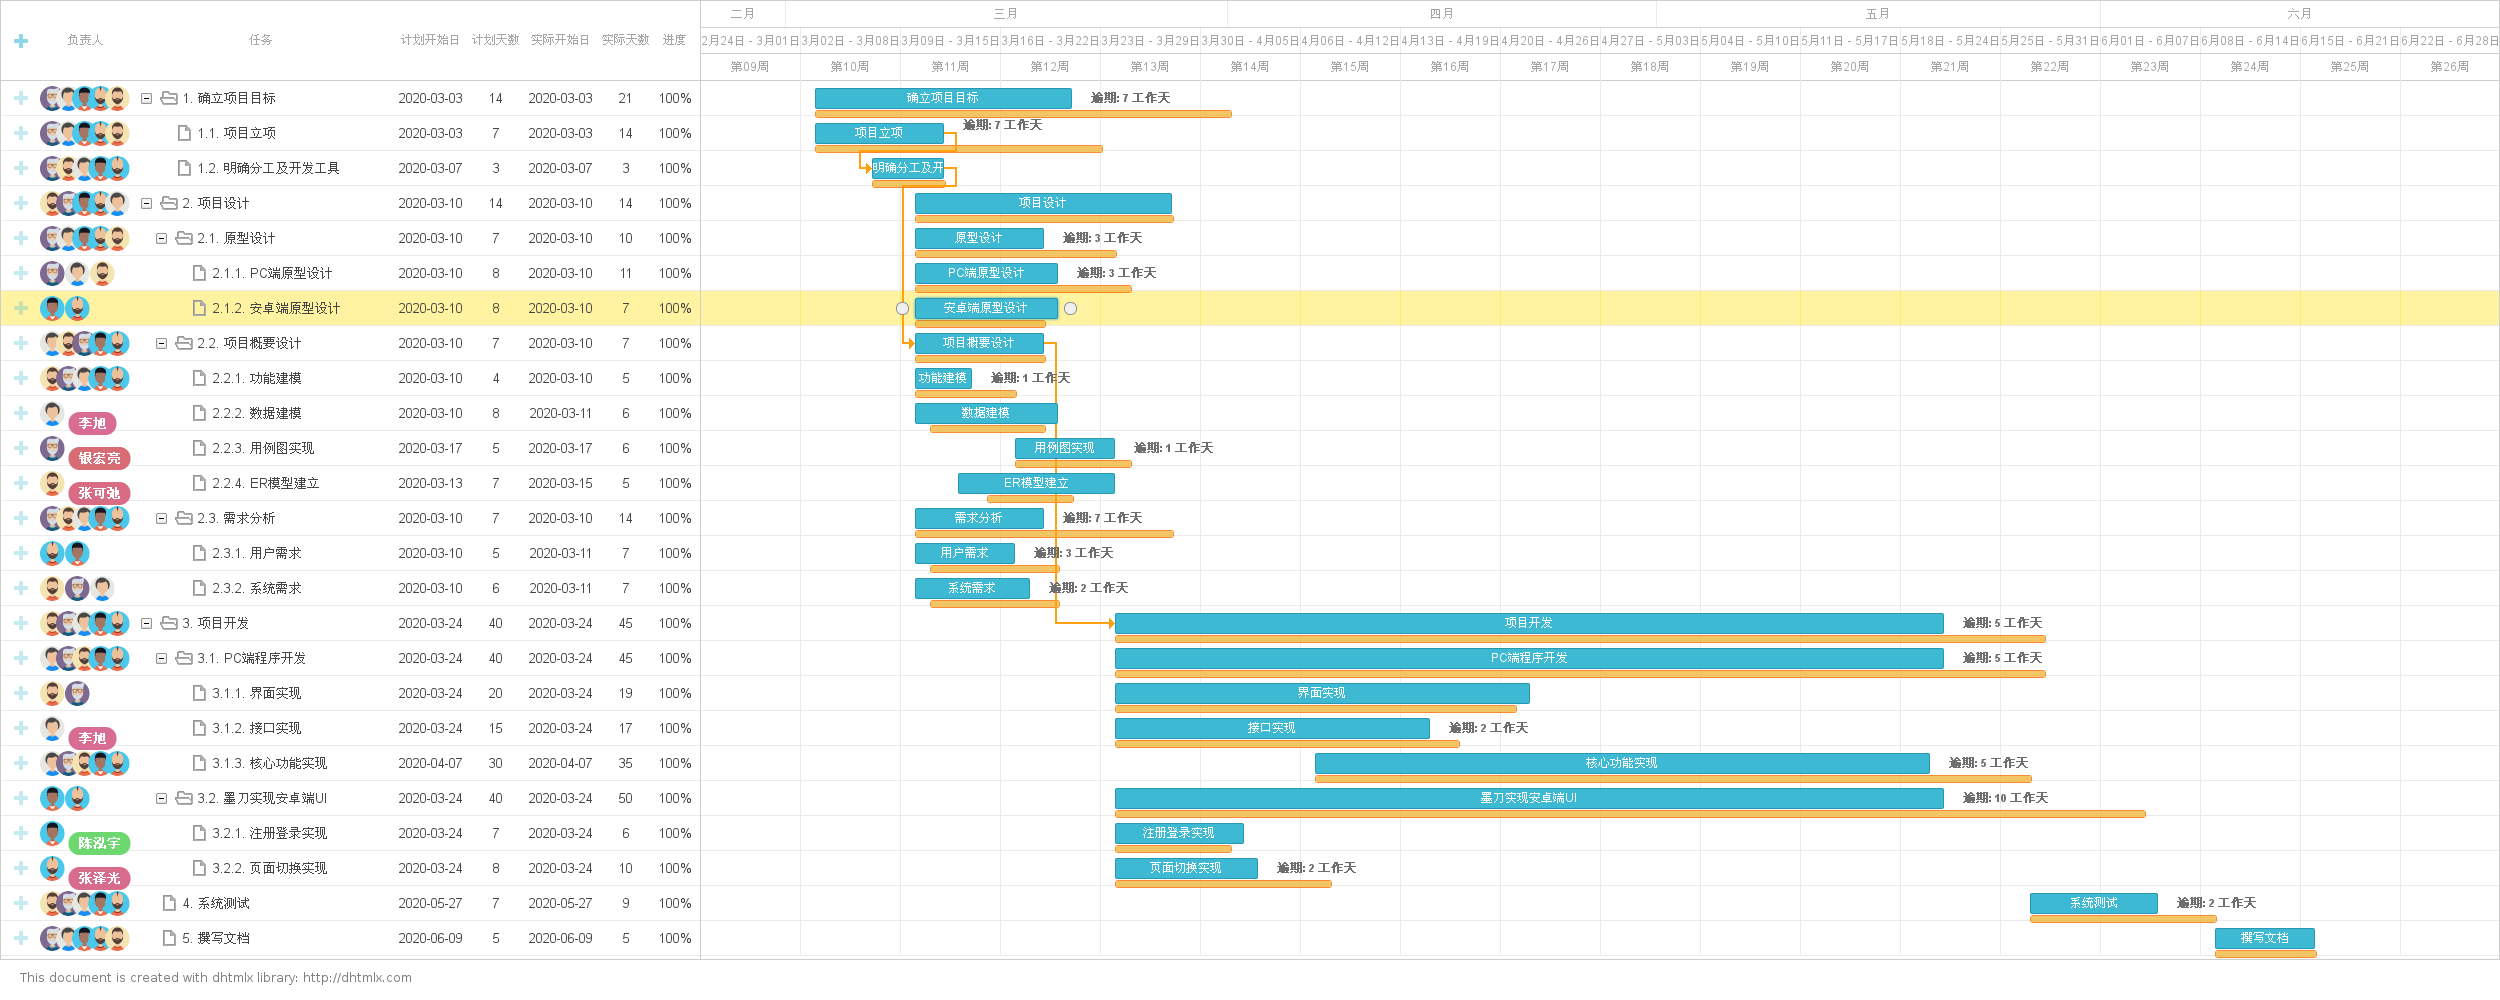 二月 三月 四月 五月 六月
负责人 任务 计划开始日 计划天数 实际开始日 实际天数 进度
2月24日 - 3月01日 3月02日 - 3月08日 3月09日 - 3月15日 3月16日 - 3月22日 3月23日 - 3月29日 3月30日 - 4月05日 4月06日 - 4月12日 4月13日 - 4月19日 4月20日 - 4月26日 4月27日 - 5月03日 5月04日 - 5月10日 5月11日 - 5月17日 5月18日 - 5月24日 5月25日 - 5月31日 6月01日 - 6月07日 6月08日 - 6月14日 6月15日 - 6月21日 6月22日 - 6月28日
第09周 第10周 第11周 第12周 第13周 第14周 第15周 第16周 第17周 第18周 第19周 第20周 第21周 第22周 第23周 第24周 第25周 第26周
1. 确立项目目标 2020-03-03 14 2020-03-03 21 100% 确立项目目标 逾期: 7 工作天
1.1. 项目立项 2020-03-03 7 2020-03-03 14 100% 项目立项 逾期: 7 工作天
1.2. 明确分工及开发工具 2020-03-07 3 2020-03-07 3 100% 明确分工及开
2. 项目设计 2020-03-10 14 2020-03-10 14 100% 项目设计
2.1. 原型设计 2020-03-10 7 2020-03-10 10 100% 原型设计 逾期: 3 工作天
2.1.1. PC端原型设计 2020-03-10 8 2020-03-10 11 100% PC端原型设计 逾期: 3 工作天
2.1.2. 安卓端原型设计 2020-03-10 8 2020-03-10 7 100% 安卓端原型设计
2.2. 项目概要设计 2020-03-10 7 2020-03-10 7 100% 项目概要设计
2.2.1. 功能建模 2020-03-10 4 2020-03-10 5 100% 功能建模 逾期: 1 工作天
李旭 2.2.2. 数据建模 2020-03-10 8 2020-03-11 6 100% 数据建模
银宏亮 2.2.3. 用例图实现 2020-03-17 5 2020-03-17 6 100% 用例图实现 逾期: 1 工作天
张可弛 2.2.4. ER模型建立 2020-03-13 7 2020-03-15 5 100% ER模型建立
2.3. 需求分析 2020-03-10 7 2020-03-10 14 100% 需求分析 逾期: 7 工作天
2.3.1. 用户需求 2020-03-10 5 2020-03-11 7 100% 用户需求 逾期: 3 工作天
2.3.2. 系统需求 2020-03-10 6 2020-03-11 7 100% 系统需求 逾期: 2 工作天
3. 项目开发 2020-03-24 40 2020-03-24 45 100% 项目开发 逾期: 5 工作天
3.1. PC端程序开发 2020-03-24 40 2020-03-24 45 100% PC端程序开发 逾期: 5 工作天
3.1.1. 界面实现 2020-03-24 20 2020-03-24 19 100% 界面实现
李旭 3.1.2. 接口实现 2020-03-24 15 2020-03-24 17 100% 接口实现 逾期: 2 工作天
3.1.3. 核心功能实现 2020-04-07 30 2020-04-07 35 100% 核心功能实现 逾期: 5 工作天
3.2. 墨刀实现安卓端UI 2020-03-24 40 2020-03-24 50 100% 墨刀实现安卓端UI 逾期: 10 工作天
陈泓宇 3.2.1. 注册登录实现 2020-03-24 7 2020-03-24 6 100% 注册登录实现
张泽光 3.2.2. 页面切换实现 2020-03-24 8 2020-03-24 10 100% 页面切换实现 逾期: 2 工作天
4. 系统测试 2020-05-27 7 2020-05-27 9 100% 系统测试 逾期: 2 工作天
5. 撰写文档 2020-06-09 5 2020-06-09 5 100% 撰写文档
This document is created with dhtmlx library: http://dhtmlx.com